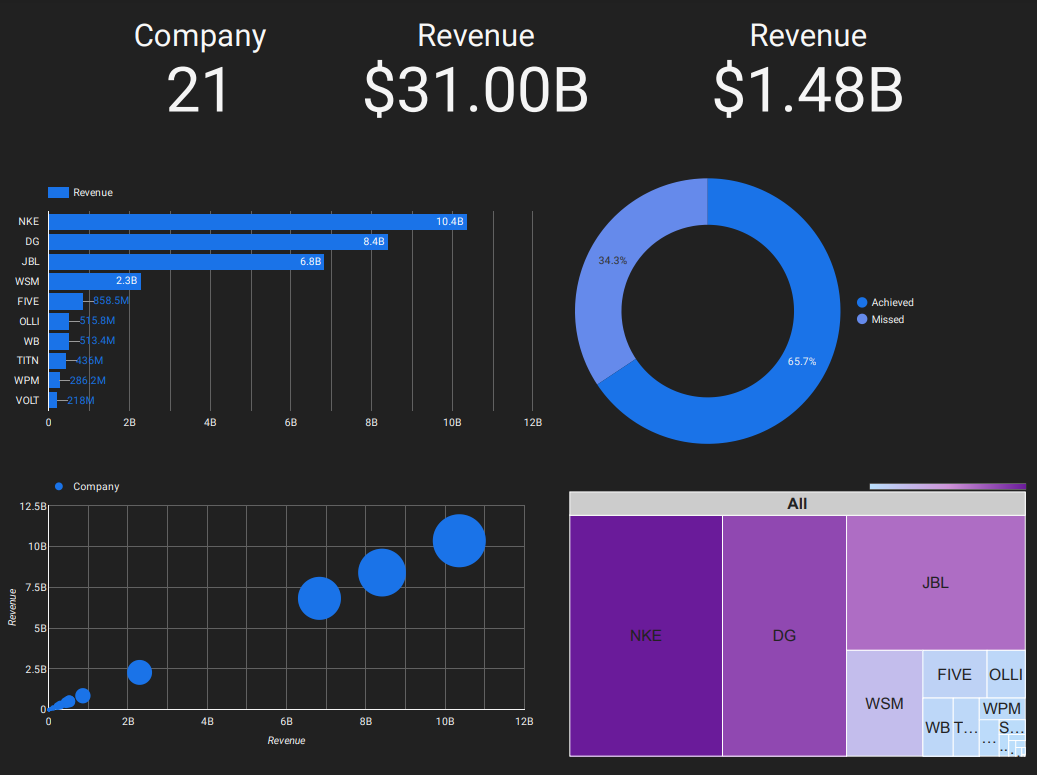 Company
21
Revenue
$31.00B
Revenue
$1.48B
Revenue
NKE 10.4B
DG 8.4B
JBL 6.8B
WSM 2.3B
FIVE 858.5M
OLLI 515.8M
WB 513.4M
TITN 435M
WPM 286.2M
VOLT 218M
0 2B 4B 6B 8B 10B 12B
34.3%
65.7%
Achieved
Missed
Company
12.5B
10B
7.5B
5B
2.5B
0
Revenue
0 2B 4B 6B 8B 10B 12B
Revenue
All
NKE
DG
JBL
WSM
FIVE
OLLI
WB
T...
WPM
S...
...
...